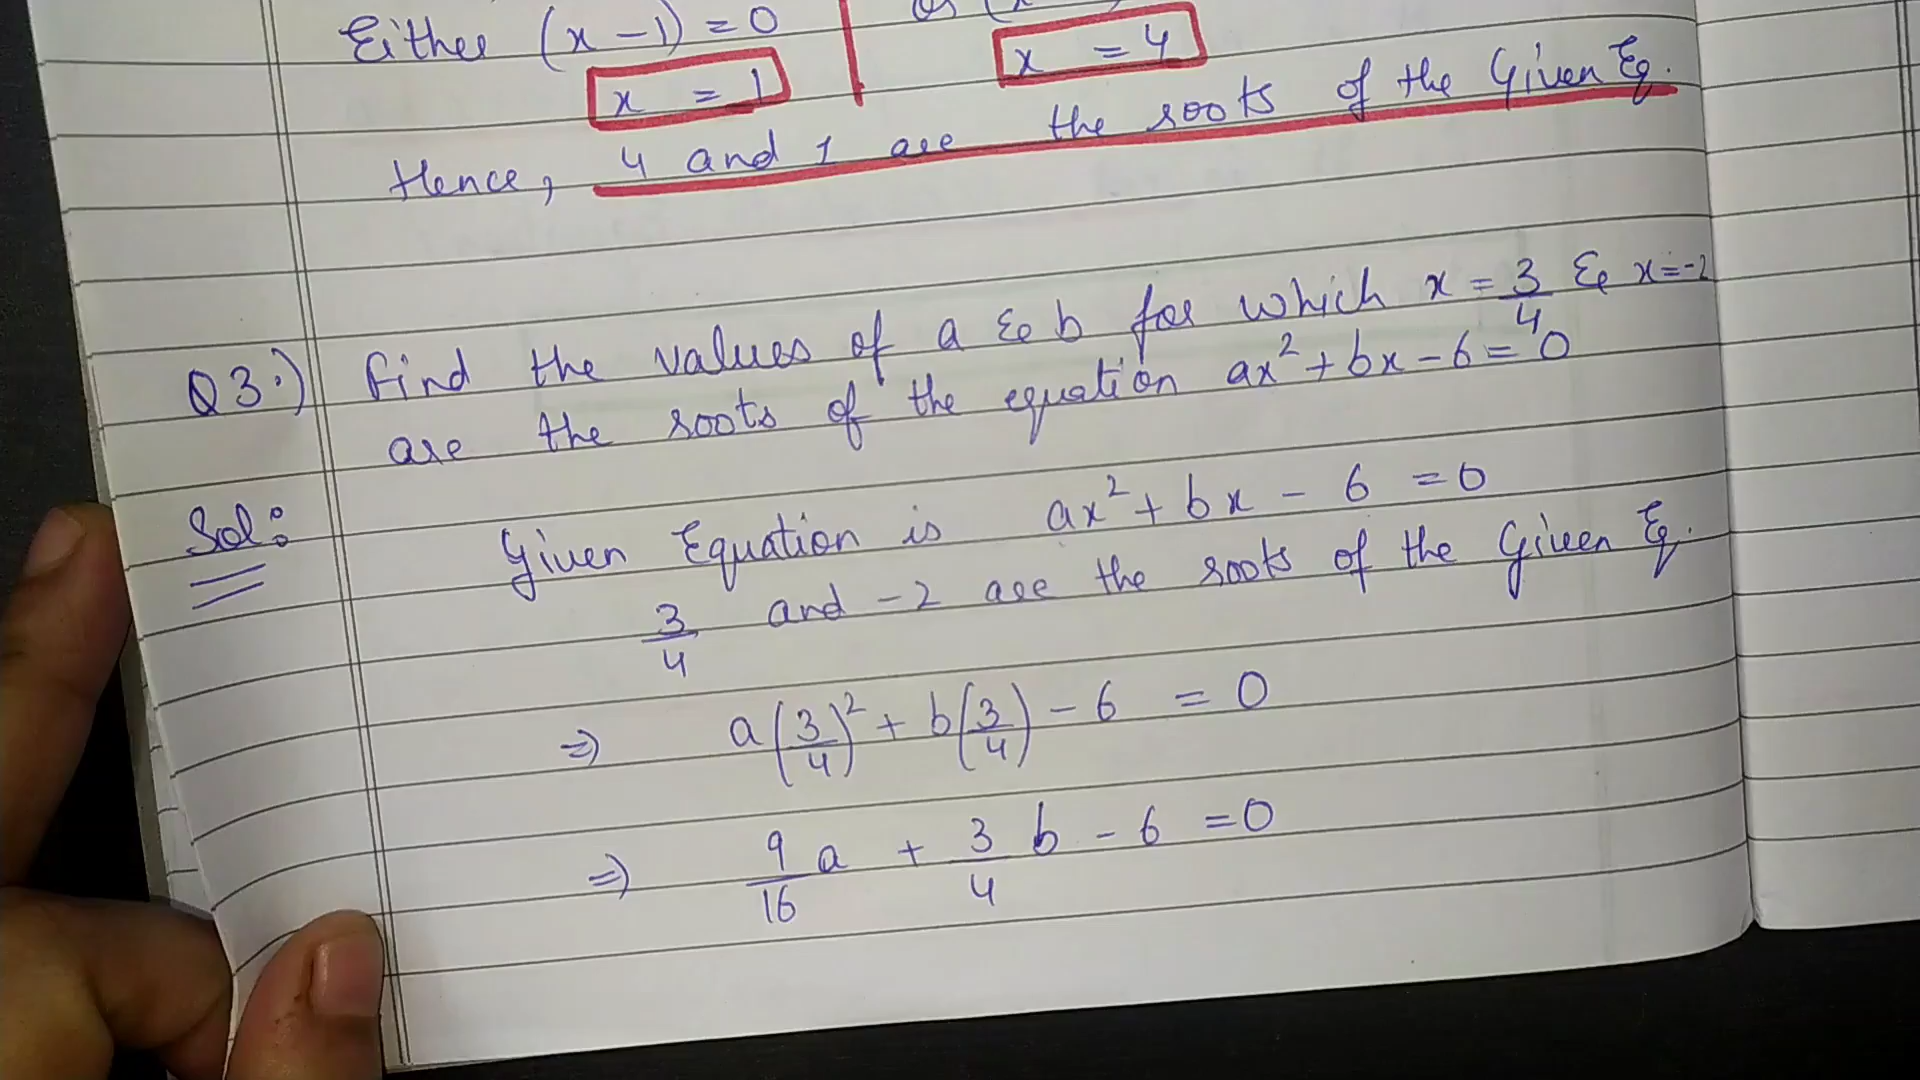 Either (x - 1) = 0 | or (x
x = 1
x = 4
Hence, 4 and 1 are the roots of the Given Eq.
Q3.) Find the values of a & b for which x = 3/4 & x = -2
are the roots of the equation ax² + bx - 6 = 0
Sol: Given Equation is ax² + bx - 6 = 0
3/4 and -2 are the roots of the Given Eq.
⇒ a(3/4)² + b(3/4) - 6 = 0
⇒ 9/16 a + 3/4 b - 6 = 0